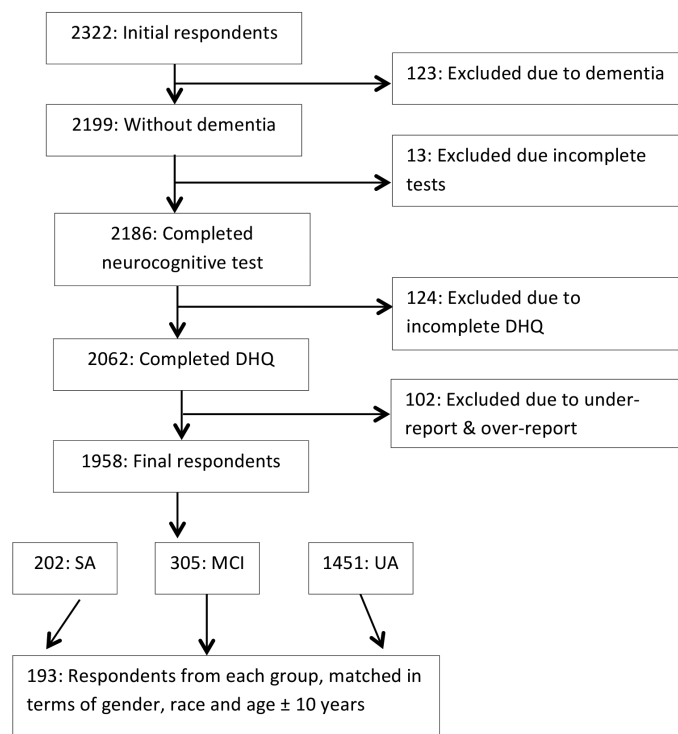 2322: Initial respondents
123: Excluded due to dementia
2199: Without dementia
13: Excluded due incomplete
tests
2186: Completed
neurocognitive test
124: Excluded due to
incomplete DHQ
2062: Completed DHQ
102: Excluded due to under-
report & over-report
1958: Final respondents
202: SA
305: MCI
1451: UA
193: Respondents from each group, matched in
terms of gender, race and age ± 10 years